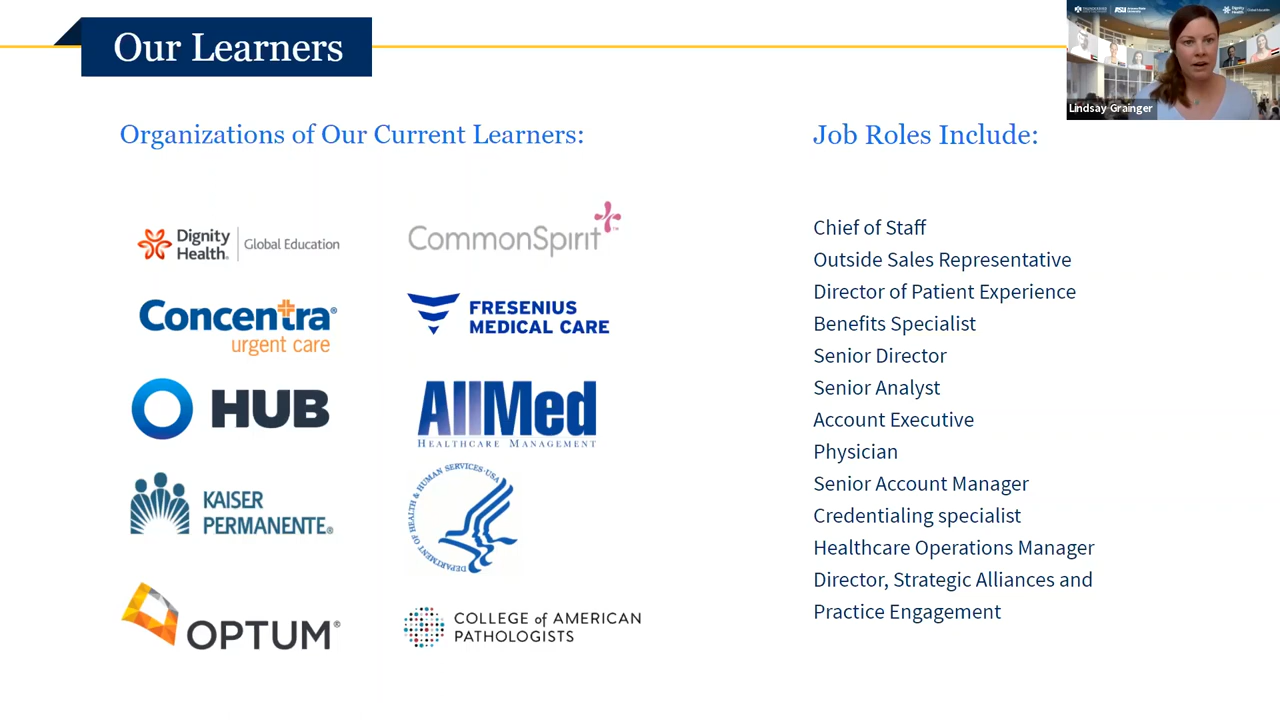 Our Learners
Lindsay Grainger
Organizations of Our Current Learners:
Dignity Health. | Global Education
CommonSpirit™
Concentra®
urgent care
FRESENIUS
MEDICAL CARE
HUB
AllMed
HEALTHCARE MANAGEMENT
KAISER
PERMANENTE®
DEPARTMENT OF HEALTH & HUMAN SERVICES · USA
OPTUM®
COLLEGE of AMERICAN
PATHOLOGISTS
Job Roles Include:
Chief of Staff
Outside Sales Representative
Director of Patient Experience
Benefits Specialist
Senior Director
Senior Analyst
Account Executive
Physician
Senior Account Manager
Credentialing specialist
Healthcare Operations Manager
Director, Strategic Alliances and
Practice Engagement